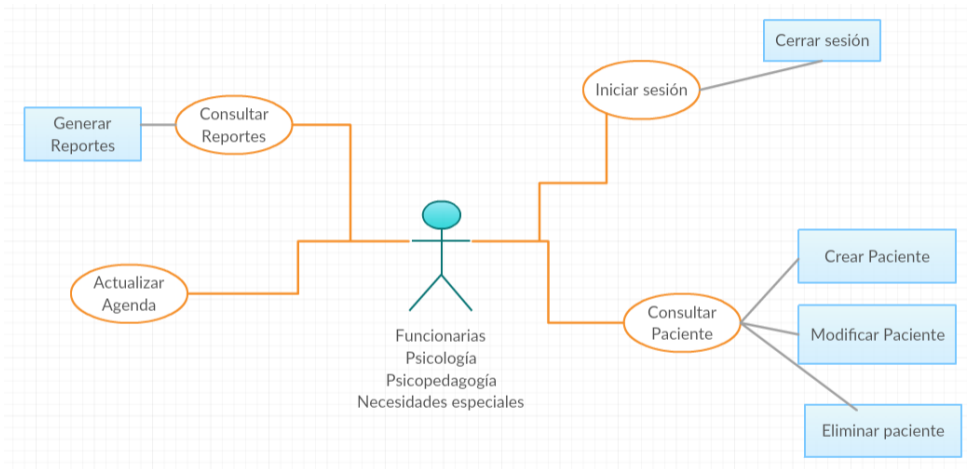 Cerrar sesión
Iniciar sesión
Generar
Reportes
Consultar
Reportes
Crear Paciente
Actualizar
Agenda
Consultar
Paciente
Modificar Paciente
Funcionarias
Psicología
Psicopedagogía
Necesidades especiales
Eliminar paciente